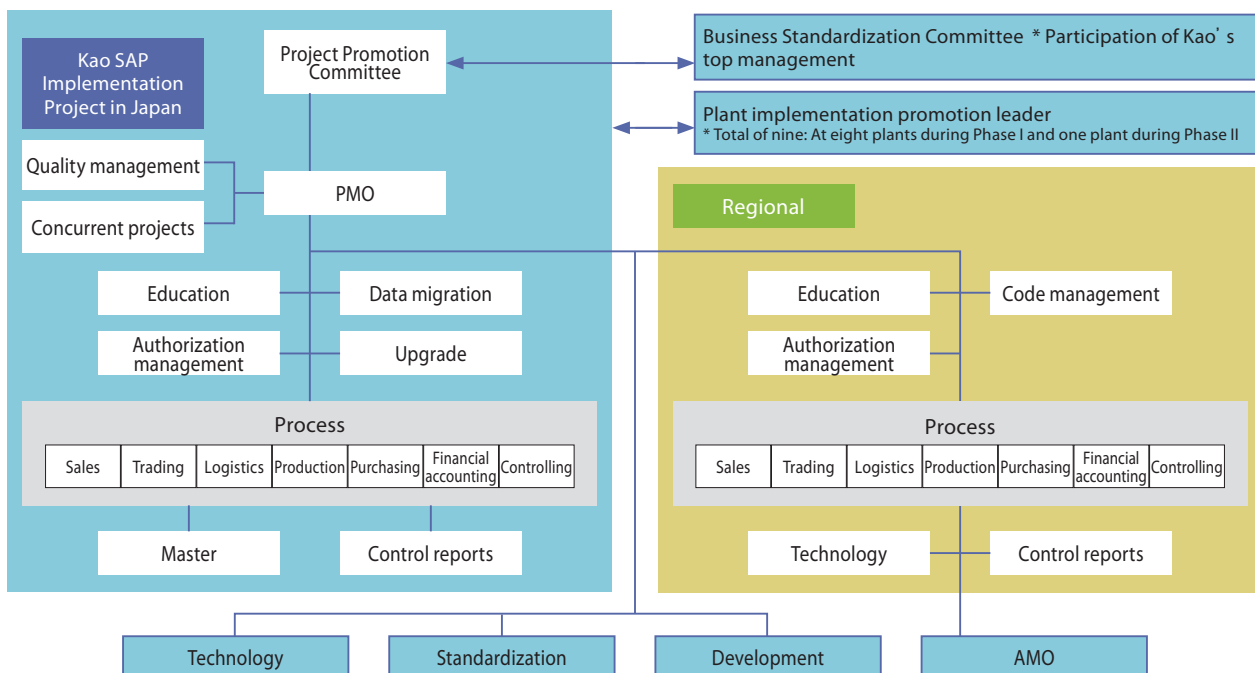 Kao SAP
Implementation
Project in Japan
Project Promotion
Committee
Business Standardization Committee * Participation of Kao's
top management
Plant implementation promotion leader
* Total of nine: At eight plants during Phase I and one plant during Phase II
Quality management
Concurrent projects
PMO
Education
Data migration
Authorization
management
Upgrade
Process
Sales
Trading
Logistics
Production
Purchasing
Financial
accounting
Controlling
Master
Control reports
Regional
Education
Code management
Authorization
management
Process
Sales
Trading
Logistics
Production
Purchasing
Financial
accounting
Controlling
Technology
Control reports
Technology
Standardization
Development
AMO